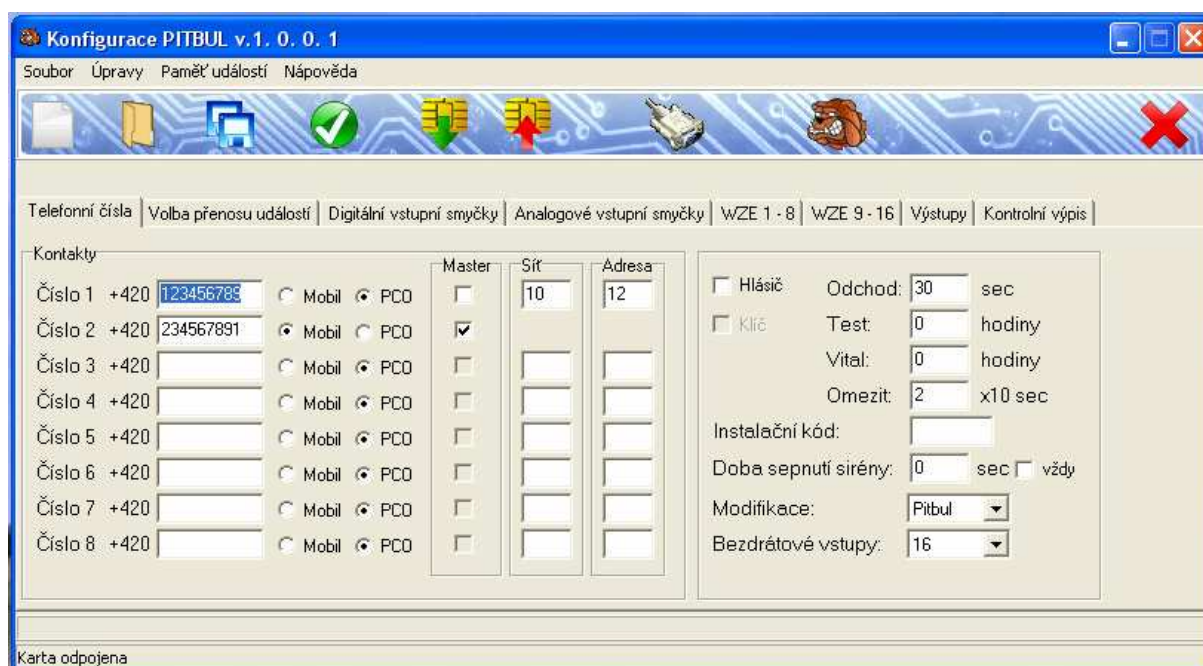 Konfigurace PITBUL v.1. 0. 0. 1
Soubor Úpravy Paměť událostí Nápověda
Telefonní čísla Volba přenosu událostí Digitální vstupní smyčky Analogové vstupní smyčky WZE 1 - 8 WZE 9 - 16 Výstupy Kontrolní výpis
Kontakty Master Síť Adresa
Číslo 1 +420 123456789 Mobil PCO 10 12
Číslo 2 +420 234567891 Mobil PCO
Číslo 3 +420 Mobil PCO
Číslo 4 +420 Mobil PCO
Číslo 5 +420 Mobil PCO
Číslo 6 +420 Mobil PCO
Číslo 7 +420 Mobil PCO
Číslo 8 +420 Mobil PCO
Hlásič Odchod: 30 sec
Klíč Test: 0 hodiny
Vital: 0 hodiny
Omezit: 2 x10 sec
Instalační kód:
Doba sepnutí sirény: 0 sec vždy
Modifikace: Pitbul
Bezdrátové vstupy: 16
Karta odpojena